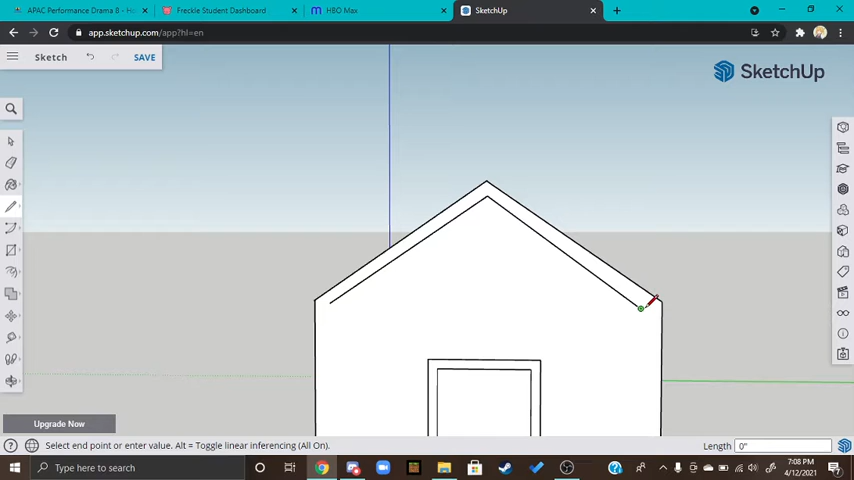 APAC Performance Drama 8 - Ho
Freckle Student Dashboard
HBO Max
SketchUp
app.sketchup.com/app?hl=en
Sketch
SAVE
SketchUp
Upgrade Now
Select end point or enter value. Alt = Toggle linear inferencing (All On).
Length 0"
Type here to search
7:08 PM
4/12/2021